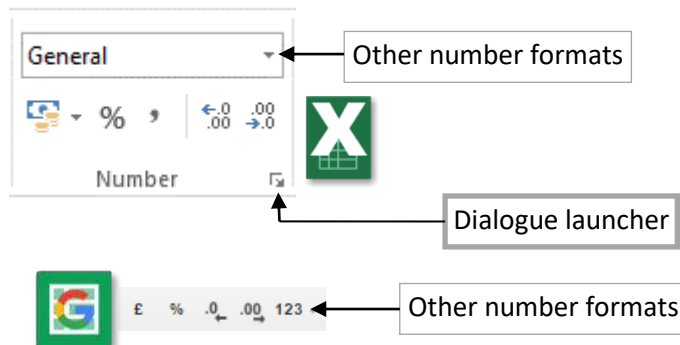 General
Other number formats
% , ←.0 .00 .00 →.0
Number
X
Dialogue launcher
G £ % .0← .00→ 123
Other number formats